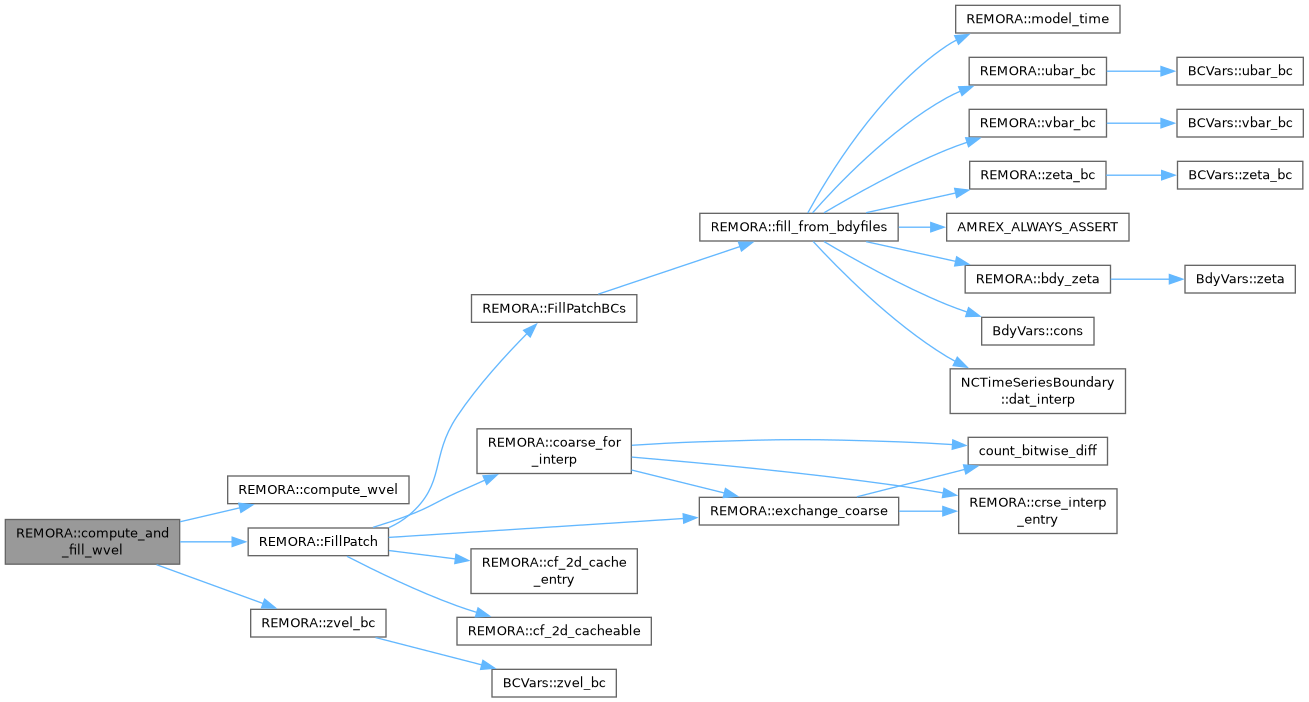 REMORA::model_time
REMORA::ubar_bc
BCVars::ubar_bc
REMORA::vbar_bc
BCVars::vbar_bc
REMORA::zeta_bc
BCVars::zeta_bc
REMORA::fill_from_bdyfiles
AMREX_ALWAYS_ASSERT
REMORA::bdy_zeta
BdyVars::zeta
REMORA::FillPatchBCs
BdyVars::cons
NCTimeSeriesBoundary
::dat_interp
REMORA::coarse_for
_interp
count_bitwise_diff
REMORA::compute_wvel
REMORA::exchange_coarse
REMORA::crse_interp
_entry
REMORA::compute_and
_fill_wvel
REMORA::FillPatch
REMORA::cf_2d_cache
_entry
REMORA::zvel_bc
REMORA::cf_2d_cacheable
BCVars::zvel_bc